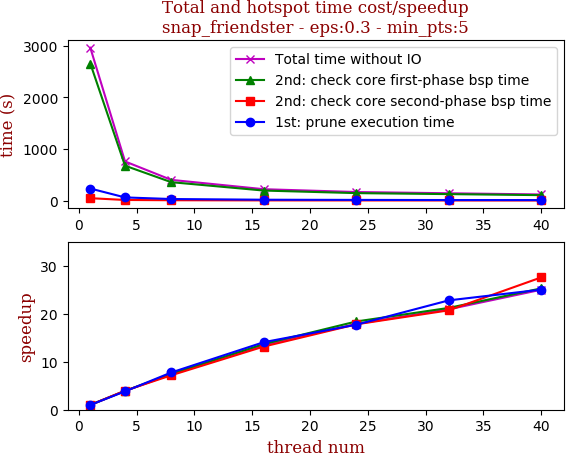 Total and hotspot time cost/speedup
snap_friendster - eps:0.3 - min_pts:5
time (s)
3000
2000
1000
0
Total time without IO
2nd: check core first-phase bsp time
2nd: check core second-phase bsp time
1st: prune execution time
0 5 10 15 20 25 30 35 40
speedup
30
20
10
0
0 5 10 15 20 25 30 35 40
thread num